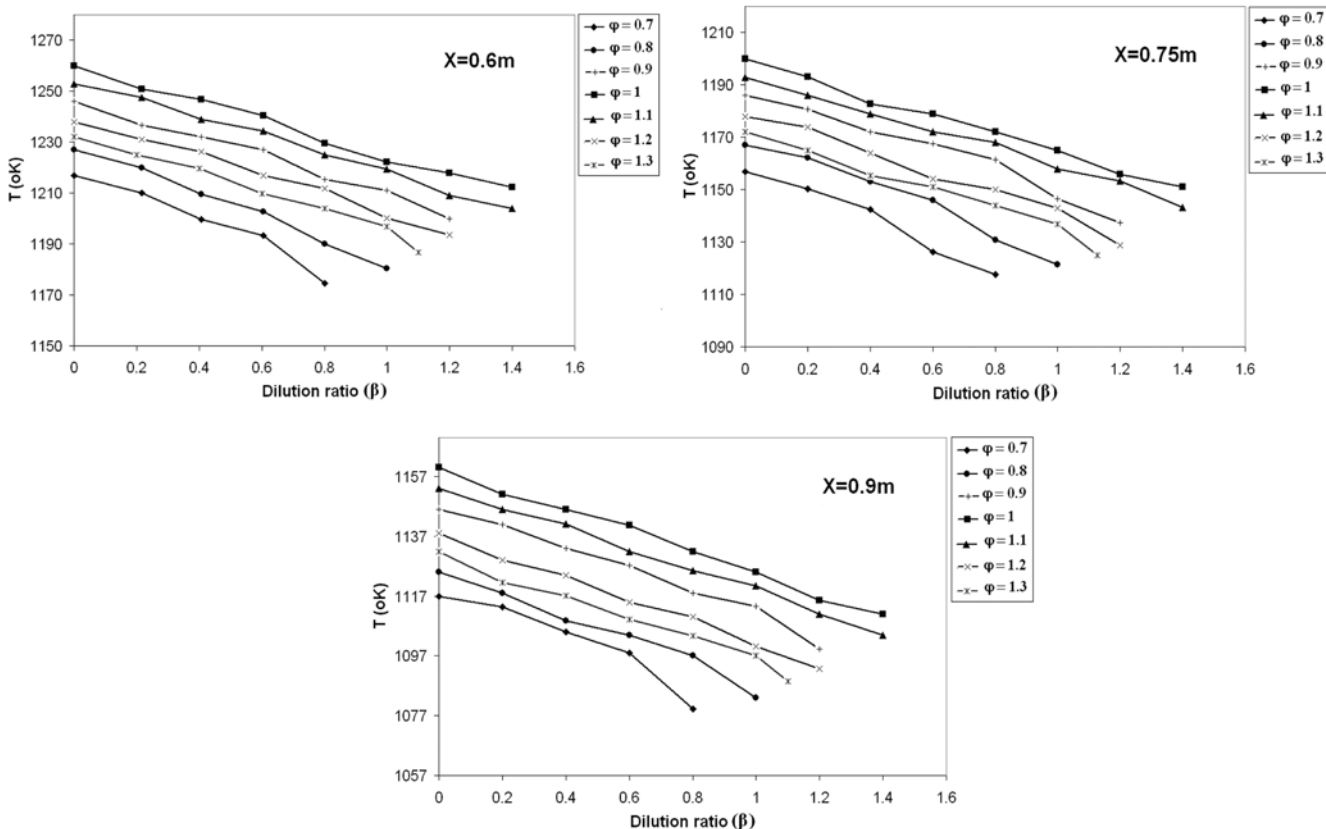 X=0.6m
T (oK)
1270
1250
1230
1210
1190
1170
1150
0 0.2 0.4 0.6 0.8 1 1.2 1.4 1.6
Dilution ratio (β)
φ = 0.7
φ = 0.8
φ = 0.9
φ = 1
φ = 1.1
φ = 1.2
φ = 1.3
X=0.75m
T (oK)
1210
1190
1170
1150
1130
1110
1090
0 0.2 0.4 0.6 0.8 1 1.2 1.4 1.6
Dilution ratio (β)
φ = 0.7
φ = 0.8
φ = 0.9
φ = 1
φ = 1.1
φ = 1.2
φ = 1.3
X=0.9m
T (oK)
1157
1137
1117
1097
1077
1057
0 0.2 0.4 0.6 0.8 1 1.2 1.4 1.6
Dilution ratio (β)
φ = 0.7
φ = 0.8
φ = 0.9
φ = 1
φ = 1.1
φ = 1.2
φ = 1.3